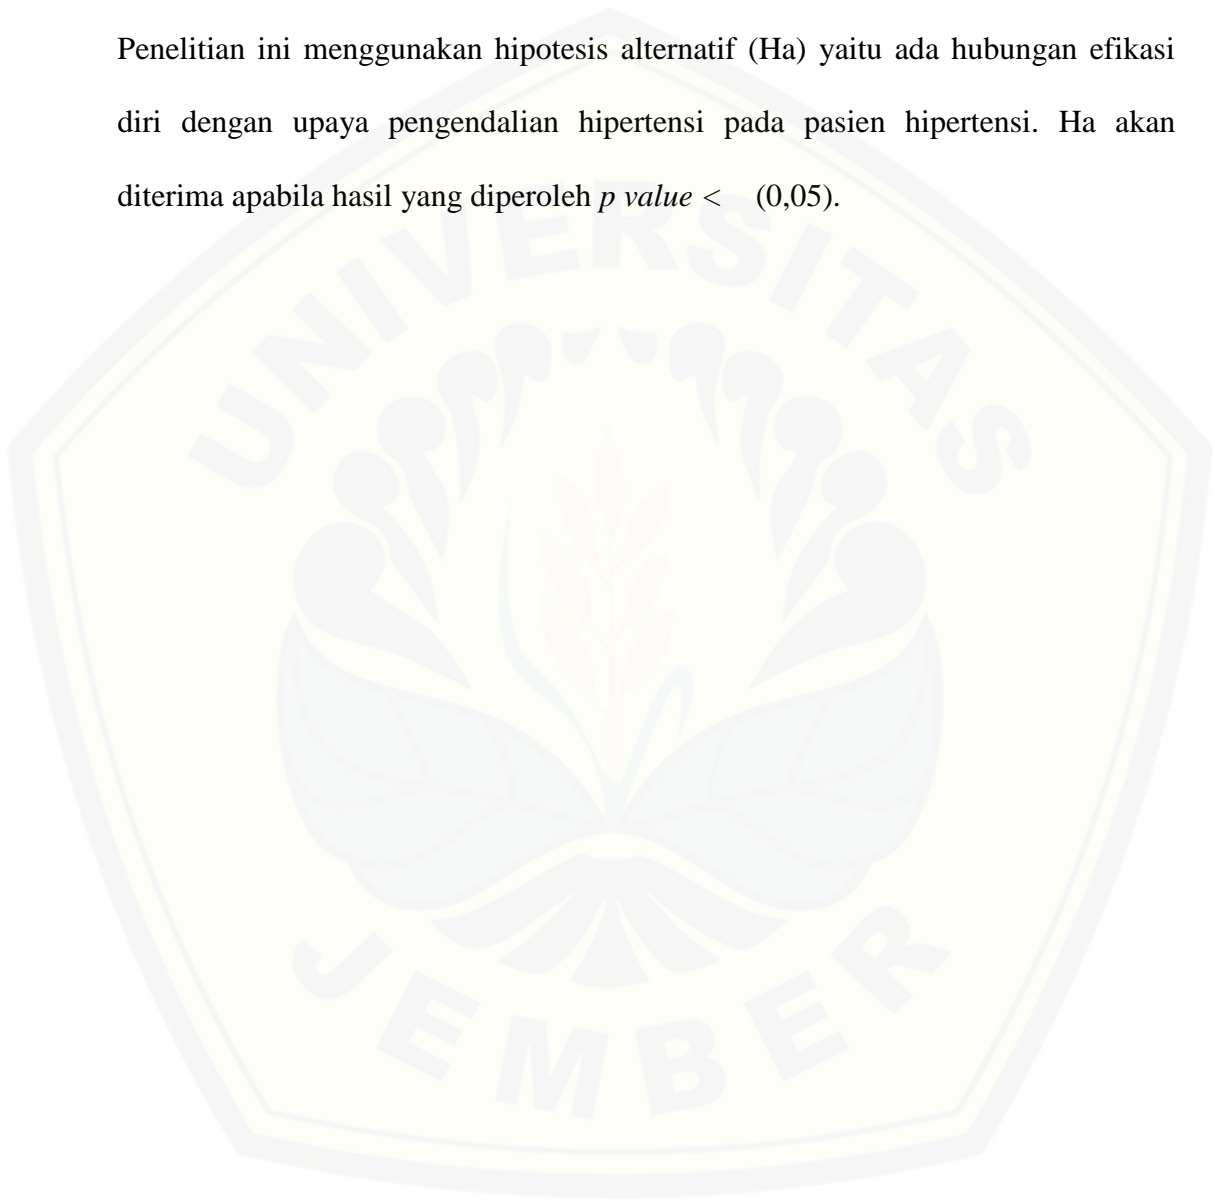 Penelitian ini menggunakan hipotesis alternatif (Ha) yaitu ada hubungan efikasi
diri dengan upaya pengendalian hipertensi pada pasien hipertensi. Ha akan
diterima apabila hasil yang diperoleh p value < (0,05).
UNIVERSITAS
JEMBER